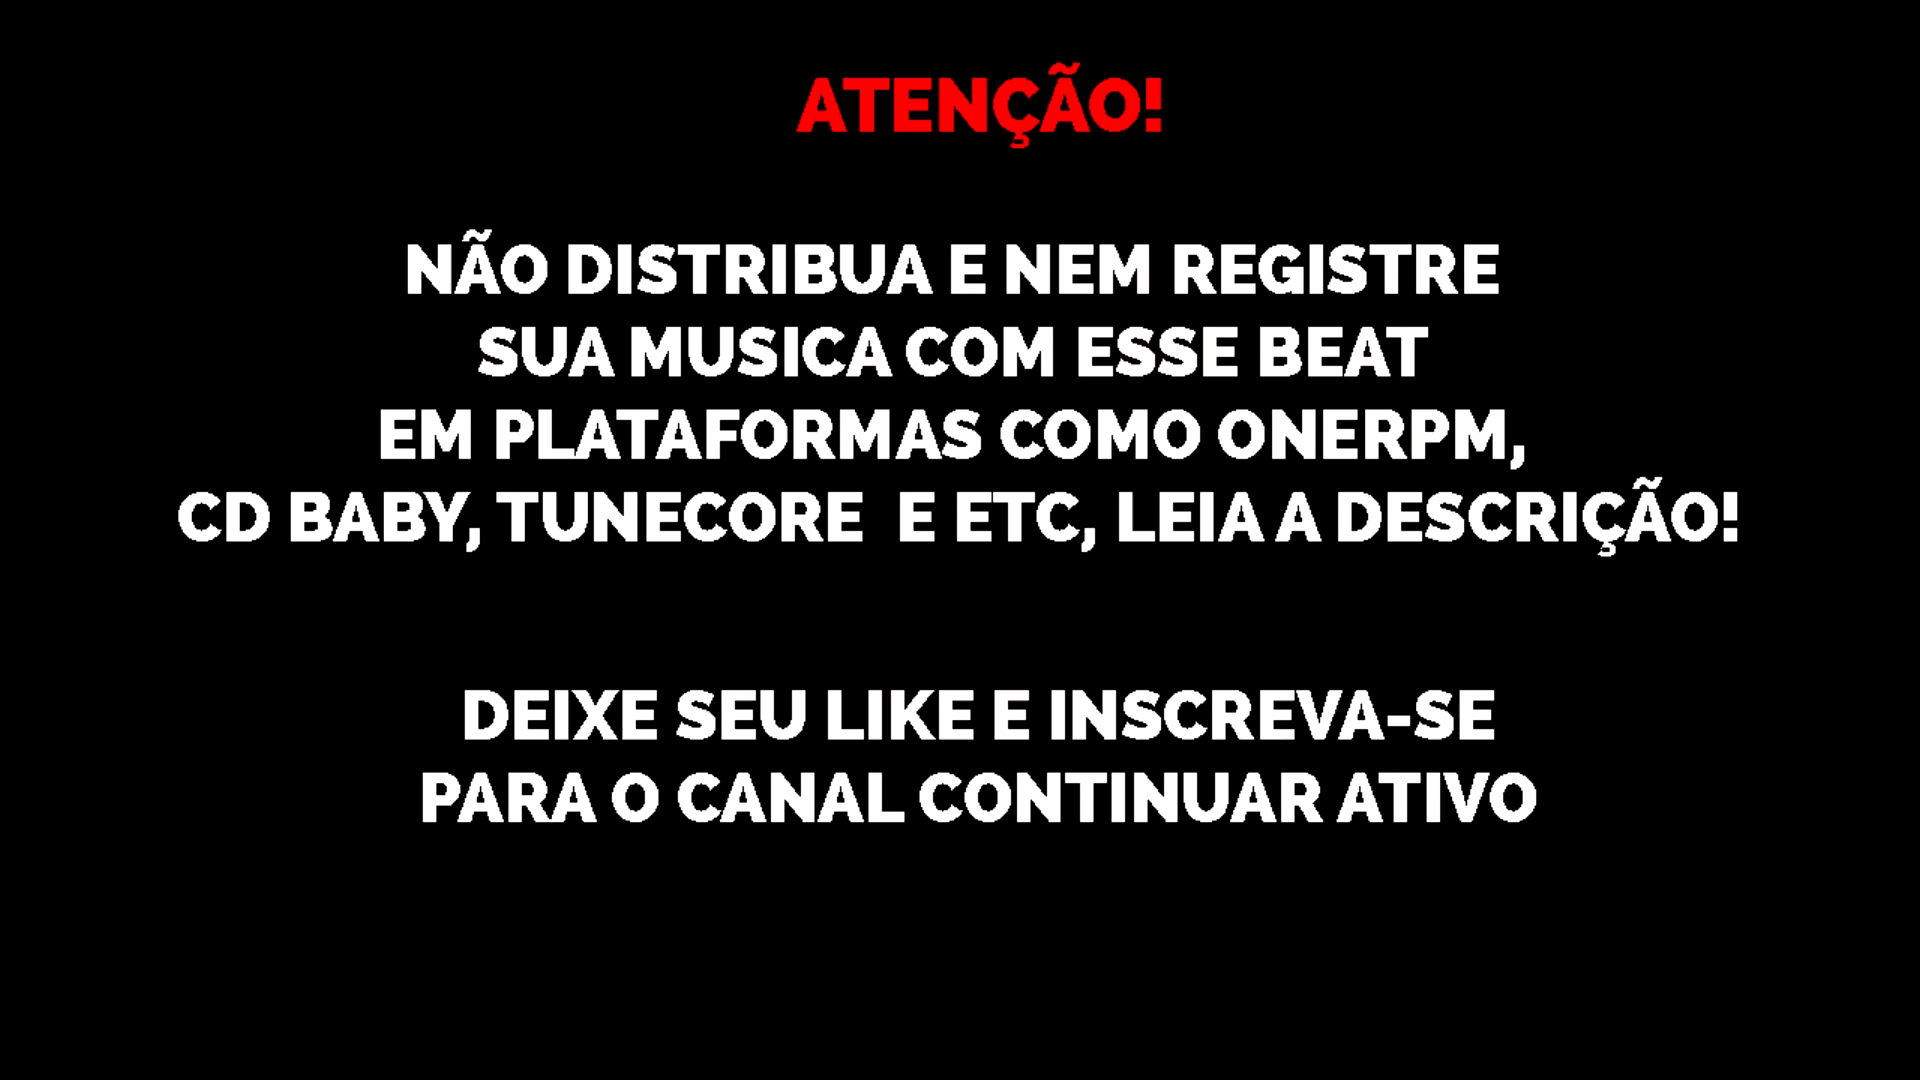 ATENÇÃO!
NÃO DISTRIBUA E NEM REGISTRE
SUA MUSICA COM ESSE BEAT
EM PLATAFORMAS COMO ONERPM,
CD BABY, TUNECORE  E ETC, LEIA A DESCRIÇÃO!
DEIXE SEU LIKE E INSCREVA-SE
PARA O CANAL CONTINUAR ATIVO